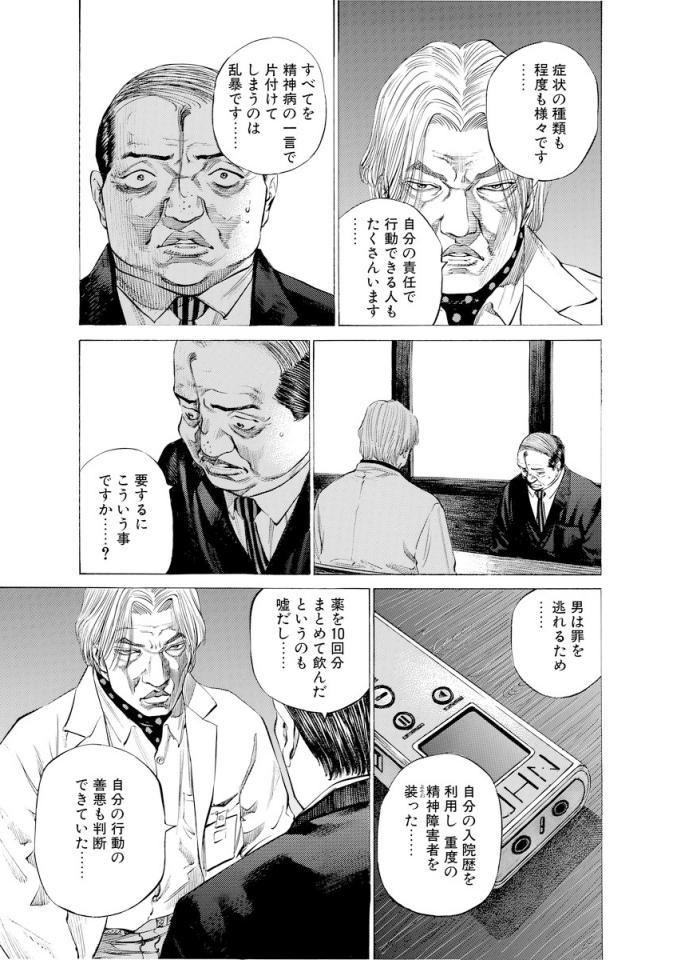 症状の種類も
程度も様々です
……
自分の責任で
行動できる人も
たくさんいます
……
すべてを
精神病の一言で
片付けて
しまうのは
乱暴です……
要するに
こういう事
ですか……?
男は罪を
逃れるため
……
自分の入院歴を
利用し 重度の
精神障害者を
装った……
薬を10回分
まとめて飲んだ
というのも
嘘だし……
自分の行動の
善悪も判断
できていた……